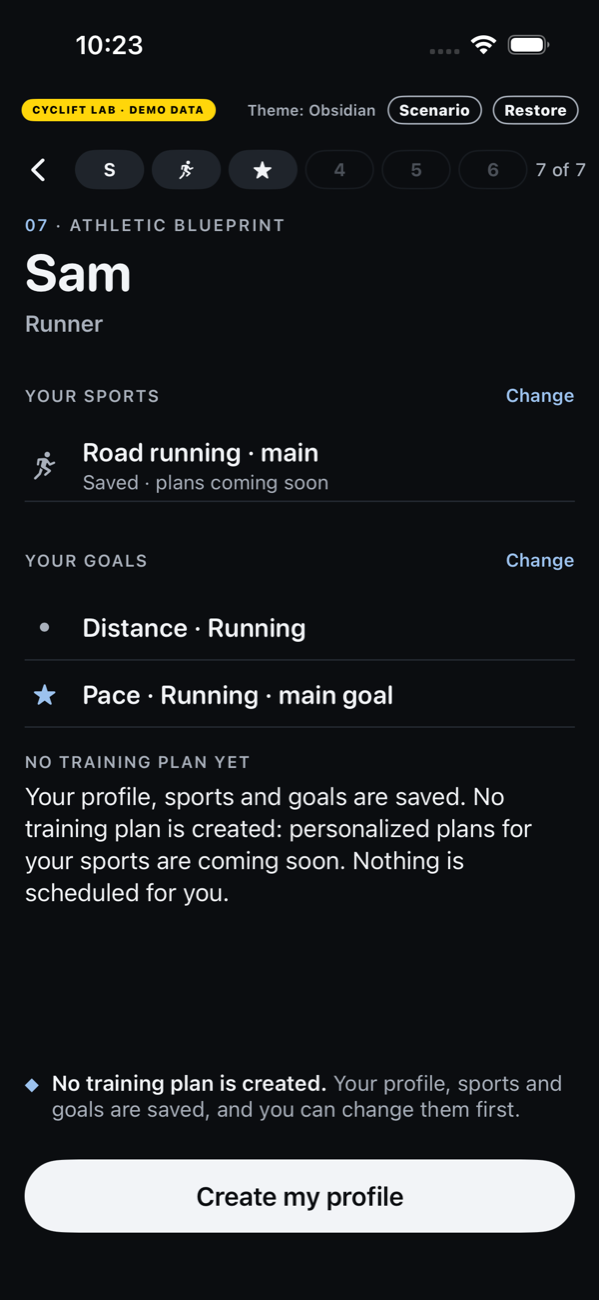 10:23
CYCLIFT LAB · DEMO DATA
Theme: Obsidian
Scenario
Restore
S
4
5
6
7 of 7
07 · ATHLETIC BLUEPRINT
Sam
Runner
YOUR SPORTS
Change
Road running · main
Saved · plans coming soon
YOUR GOALS
Change
Distance · Running
Pace · Running · main goal
NO TRAINING PLAN YET
Your profile, sports and goals are saved. No
training plan is created: personalized plans for
your sports are coming soon. Nothing is
scheduled for you.
No training plan is created. Your profile, sports and
goals are saved, and you can change them first.
Create my profile